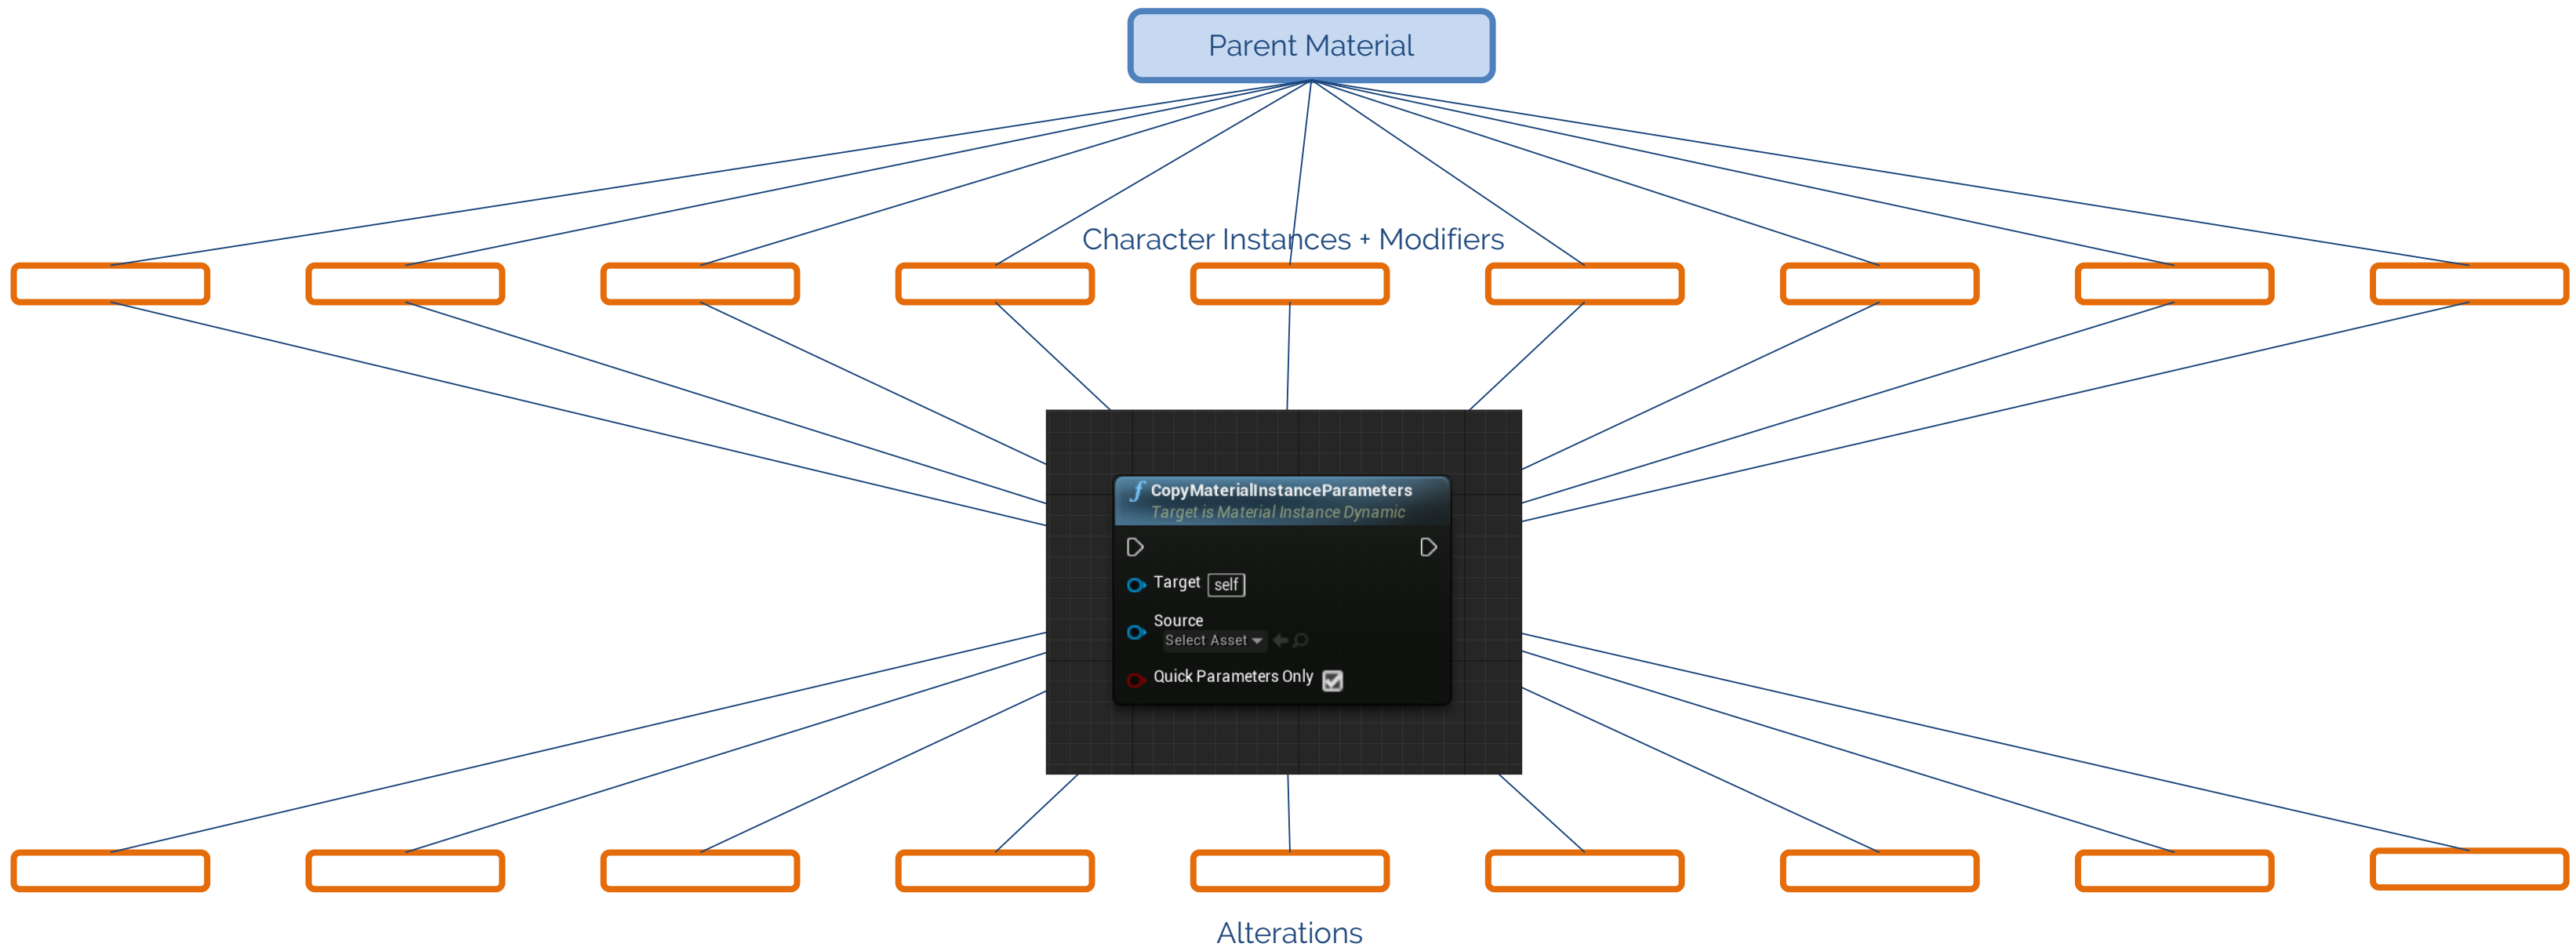 Parent Material
Character Instances + Modifiers
f CopyMaterialInstanceParameters
Target is Material Instance Dynamic
Target self
Source
Select Asset
Quick Parameters Only
Alterations